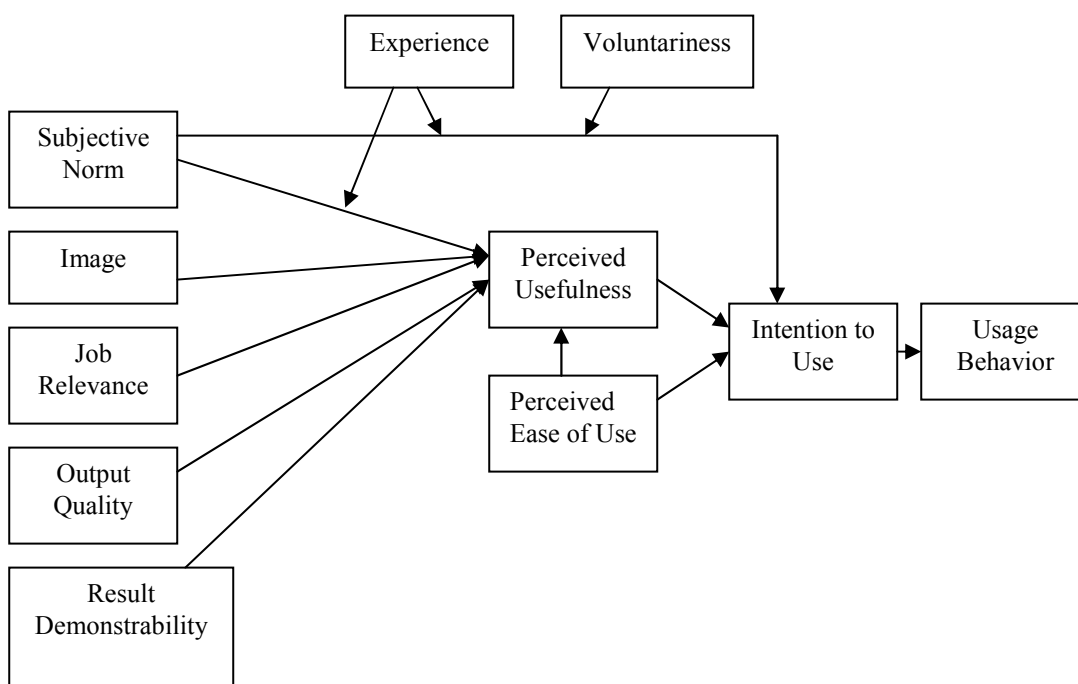 Experience
Voluntariness
Subjective
Norm
Image
Job
Relevance
Output
Quality
Result
Demonstrability
Perceived
Usefulness
Perceived
Ease of Use
Intention to
Use
Usage
Behavior